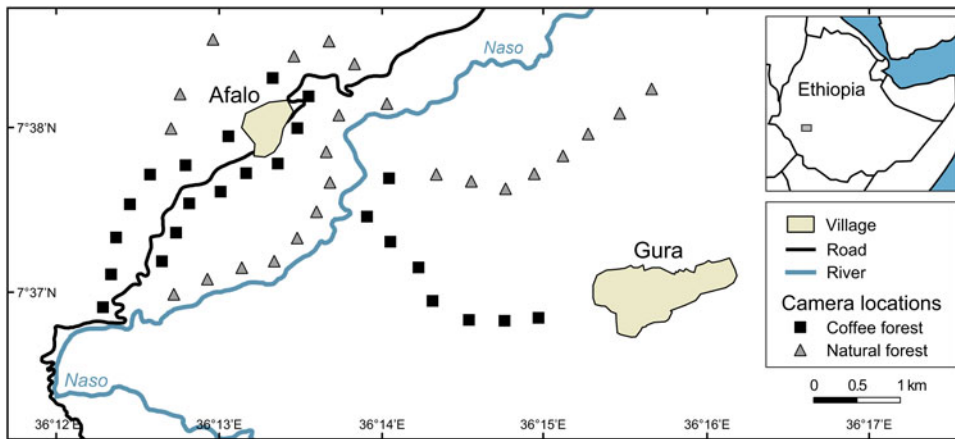 Naso
Afalo
Ethiopia
7°38'N
Gura
Village
Road
River
7°37'N
Camera locations
Coffee forest
Natural forest
Naso
0 0.5 1 km
36°12'E 36°13'E 36°14'E 36°15'E 36°16'E 36°17'E